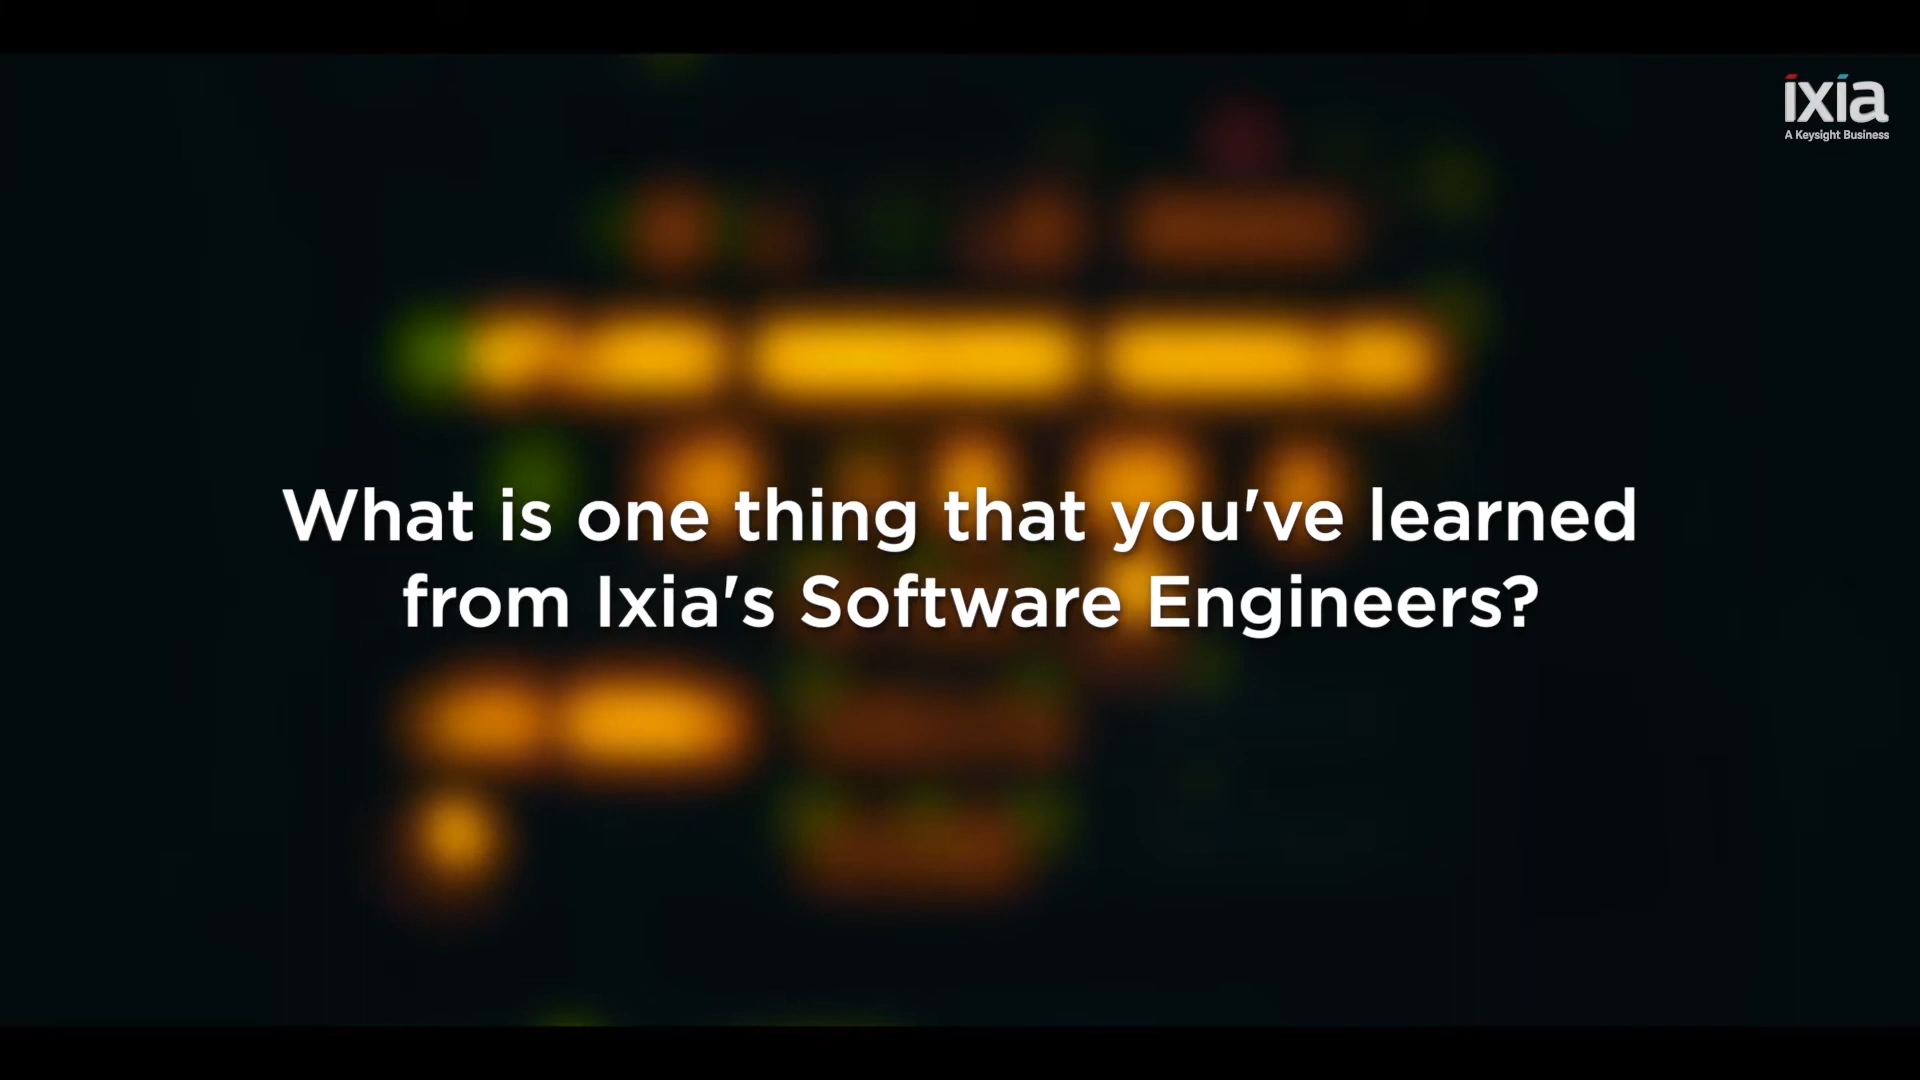 ixia
A Keysight Business
What is one thing that you've learned
from Ixia's Software Engineers?